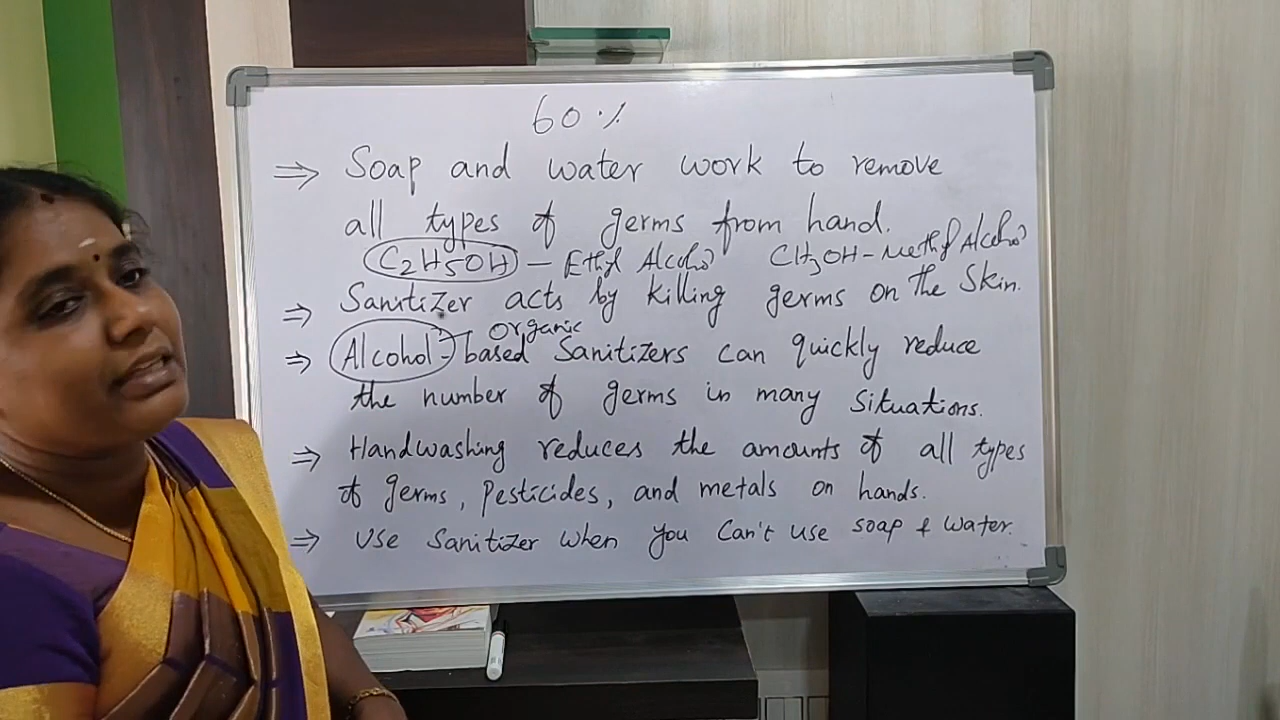 60%
⇒ Soap and water work to remove
all types of germs from hand.
C2H5OH – Ethyl Alcohol CH3OH – Methyl Alcohol
⇒ Sanitizer acts by killing germs on the Skin.
organic
⇒ Alcohol-based Sanitizers can quickly reduce
the number of germs in many situations.
⇒ Handwashing reduces the amounts of all types
of germs, Pesticides, and metals on hands.
⇒ Use Sanitizer when you can't use soap & water.